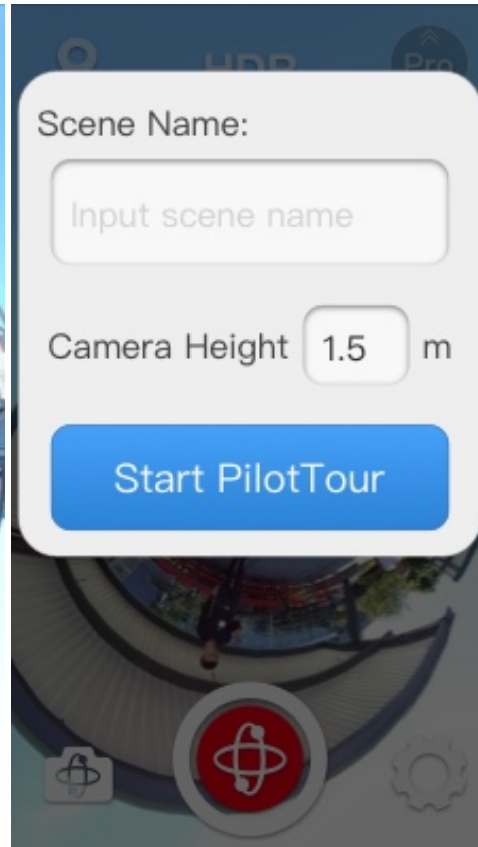 HDR
Pro
Scene Name:
Input scene name
Camera Height 1.5 m
Start PilotTour